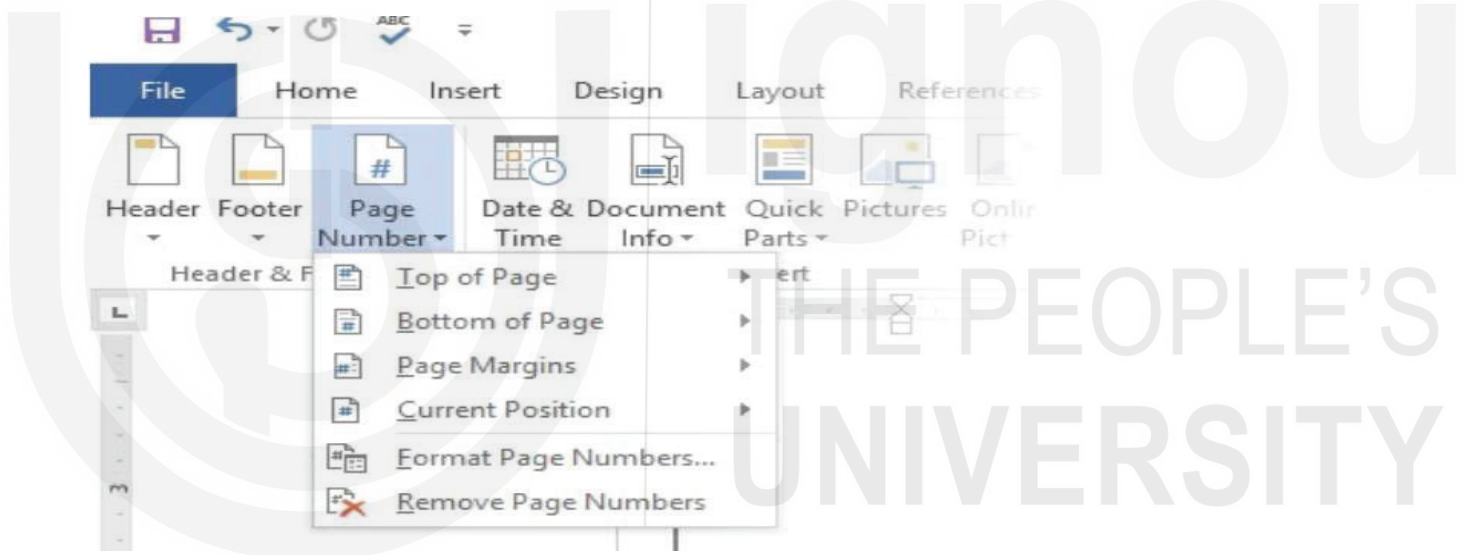 ABC
File Home Insert Design Layout References
Header Footer Page Number Date & Time Document Info Quick Parts Pictures
Header & F
Top of Page
Bottom of Page
Page Margins
Current Position
Format Page Numbers...
Remove Page Numbers
3
ignou
THE PEOPLE'S
UNIVERSITY